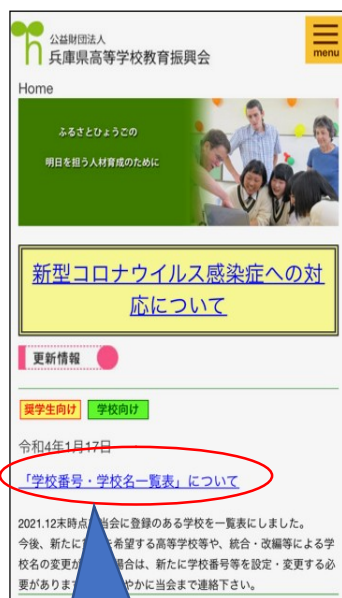 公益財団法人
兵庫県高等学校教育振興会
menu
Home
ふるさとひょうごの
明日を担う人材育成のために
新型コロナウイルス感染症への対
応について
更新情報
奨学生向け 学校向け
令和4年1月17日
「学校番号・学校名一覧表」について
2021.12末時点 当会に登録のある学校を一覧表にしました。
今後、新たに を希望する高等学校等や、統合・改編等による学
校名の変更が 場合は、新たに学校番号等を設定・変更する必
要があります やかに当会まで連絡下さい。